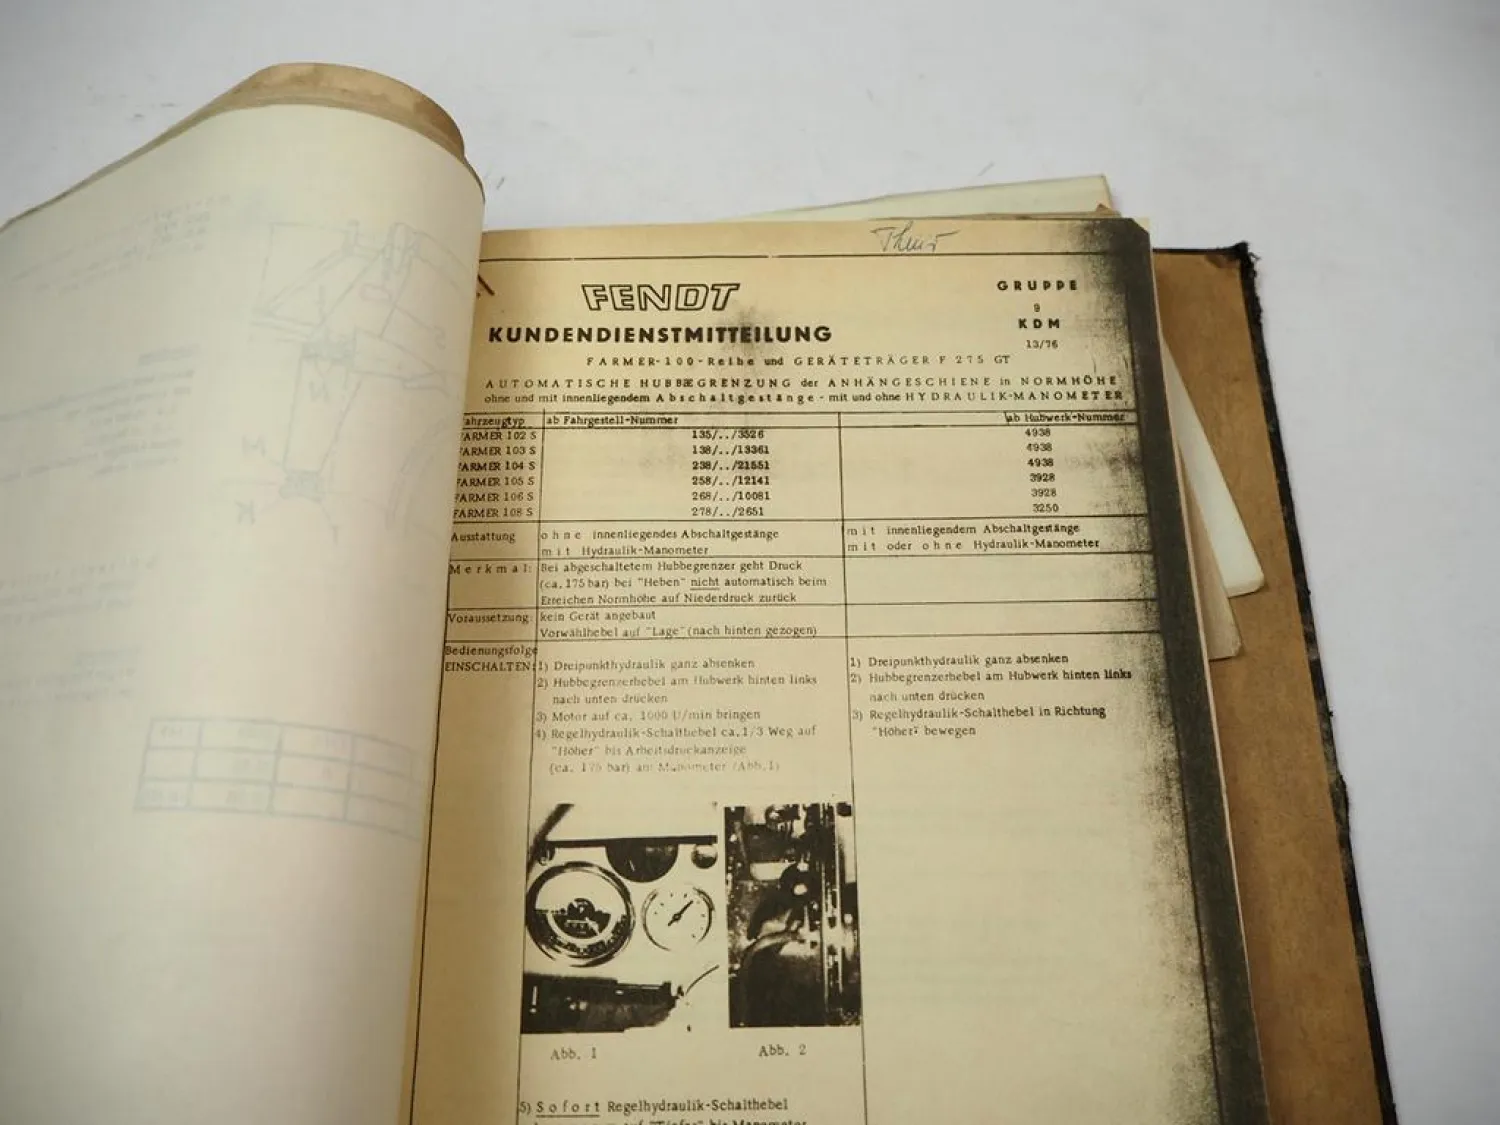 FENDT
GRUPPE
9
KUNDENDIENSTMITTEILUNG
KDM
13/76
FARMER-100-Reihe und GERÄTETRÄGER F 275 GT
AUTOMATISCHE HUBBEGRENZUNG der ANHÄNGESCHIENE in NORMHÖHE
ohne und mit innenliegendem Abschaltgestänge - mit und ohne HYDRAULIK-MANOMETER
ahrzeugtyp ab Fahrgestell-Nummer ab Hubwerk-Nummer
FARMER 102 S 135/../3526 4938
FARMER 103 S 138/../13361 4938
FARMER 104 S 238/../21551 4938
FARMER 105 S 258/../12141 3928
FARMER 106 S 268/../10081 3928
FARMER 108 S 278/../2651 3250
Ausstattung ohne innenliegendes Abschaltgestänge mit innenliegendem Abschaltgestänge
mit Hydraulik-Manometer mit oder ohne Hydraulik-Manometer
Merkmal: Bei abgeschaltetem Hubbegrenzer geht Druck
(ca. 175 bar) bei "Heben" nicht automatisch beim
Erreichen Normhöhe auf Niederdruck zurück
Voraussetzung: kein Gerät angebaut
Vorwählhebel auf "Lage" (nach hinten gezogen)
Bedienungsfolge
EINSCHALTEN: 1) Dreipunkthydraulik ganz absenken
2) Hubbegrenzerhebel am Hubwerk hinten links
nach unten drücken
3) Motor auf ca. 1000 U/min bringen
4) Regelhydraulik-Schalthebel ca. 1/3 Weg auf
"Höher" bis Arbeitsdruckanzeige
(ca. 175 bar) am Manometer (Abb. 1)
1) Dreipunkthydraulik ganz absenken
2) Hubbegrenzerhebel am Hubwerk hinten links
nach unten drücken
3) Regelhydraulik-Schalthebel in Richtung
"Höher" bewegen
Abb. 1
Abb. 2
5) Sofort Regelhydraulik-Schalthebel
auf "Tiefer" bis Manometer